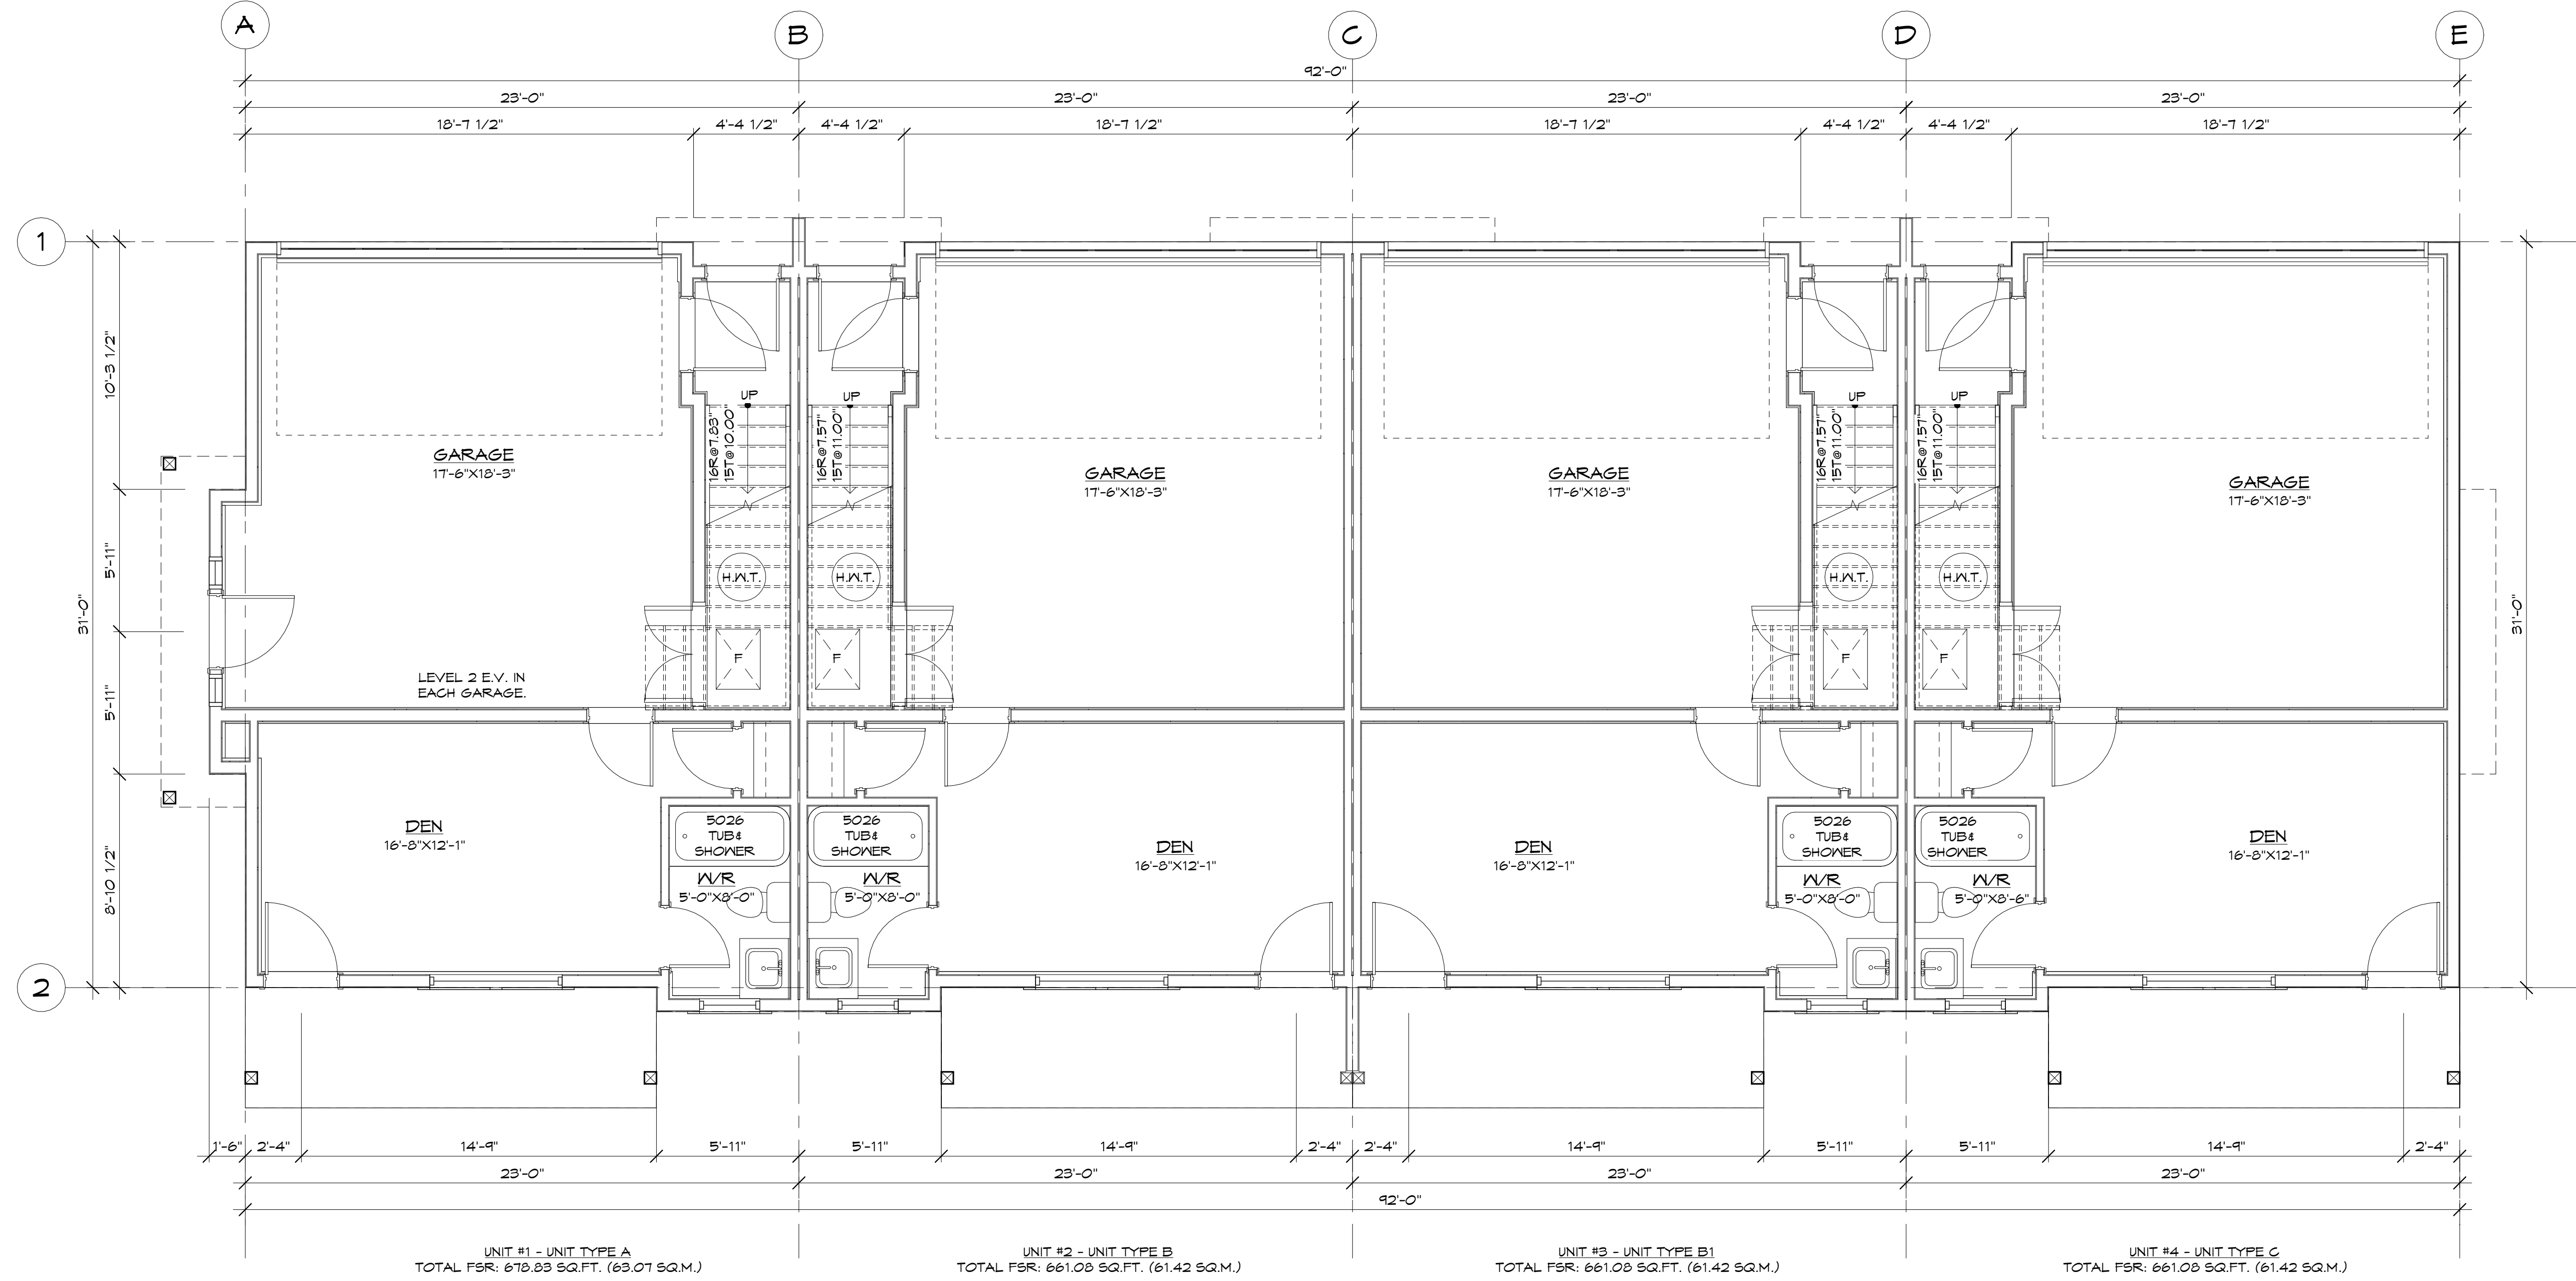 A B C D E
92'-0"
23'-0" 23'-0" 23'-0" 23'-0"
18'-7 1/2" 4'-4 1/2" 4'-4 1/2" 18'-7 1/2" 18'-7 1/2" 4'-4 1/2" 4'-4 1/2" 18'-7 1/2"
1
10'-3 1/2"
5'-11"
31'-0"
5'-11"
8'-10 1/2"
2
31'-0"
UP UP UP UP
16R@7.83"
15T@10.00"
16R@7.57"
15T@11.00"
16R@7.57"
15T@11.00"
16R@7.57"
15T@11.00"
GARAGE
17'-6"X18'-3"
GARAGE
17'-6"X18'-3"
GARAGE
17'-6"X18'-3"
GARAGE
17'-6"X18'-3"
H.W.T. H.W.T. H.W.T. H.W.T.
F F F F
LEVEL 2 E.V. IN
EACH GARAGE.
DEN
16'-8"X12'-1"
5026
TUB&
SHOWER
W/R
5'-0"X8'-0"
5026
TUB&
SHOWER
W/R
5'-0"X8'-0"
DEN
16'-8"X12'-1"
DEN
16'-8"X12'-1"
5026
TUB&
SHOWER
W/R
5'-0"X8'-0"
5026
TUB&
SHOWER
W/R
5'-0"X8'-6"
DEN
16'-8"X12'-1"
1'-6" 2'-4" 14'-9" 5'-11" 5'-11" 14'-9" 2'-4" 2'-4" 14'-9" 5'-11" 5'-11" 14'-9" 2'-4"
23'-0" 23'-0" 23'-0" 23'-0"
92'-0"
UNIT #1 - UNIT TYPE A
TOTAL FSR: 678.83 SQ.FT. (63.07 SQ.M.)
UNIT #2 - UNIT TYPE B
TOTAL FSR: 661.08 SQ.FT. (61.42 SQ.M.)
UNIT #3 - UNIT TYPE B1
TOTAL FSR: 661.08 SQ.FT. (61.42 SQ.M.)
UNIT #4 - UNIT TYPE C
TOTAL FSR: 661.08 SQ.FT. (61.42 SQ.M.)